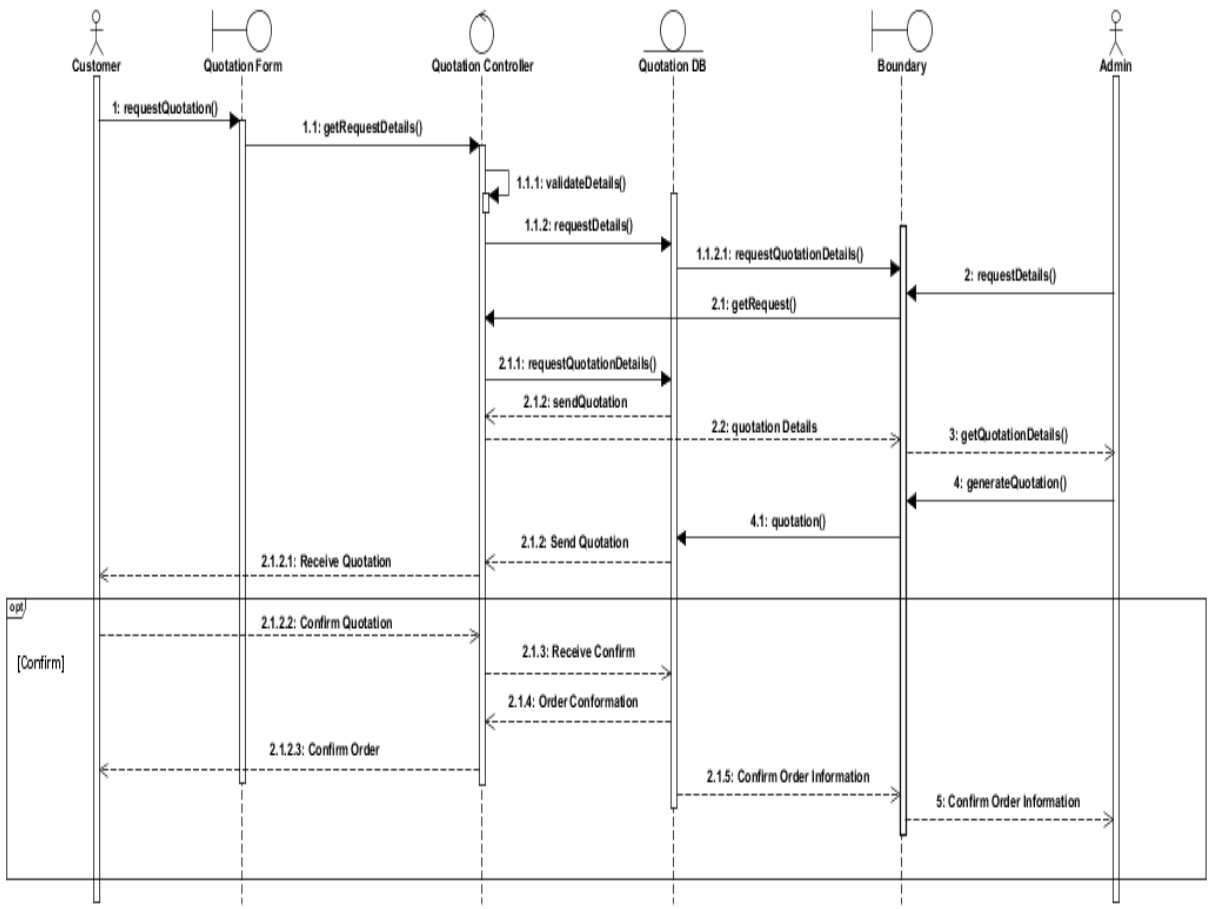 Customer
Quotation Form
Quotation Controller
Quotation DB
Boundary
Admin
1: requestQuotation()
1.1: getRequestDetails()
1.1.1: validateDetails()
1.1.2: requestDetails()
1.1.2.1: requestQuotationDetails()
2: requestDetails()
2.1: getRequest()
2.1.1: requestQuotationDetails()
2.1.2: sendQuotation
2.2: quotation Details
3: getQuotationDetails()
4: generateQuotation()
4.1: quotation()
2.1.2: Send Quotation
2.1.2.1: Receive Quotation
opt
2.1.2.2: Confirm Quotation
[Confirm]
2.1.3: Receive Confirm
2.1.4: Order Conformation
2.1.2.3: Confirm Order
2.1.5: Confirm Order Information
5: Confirm Order Information